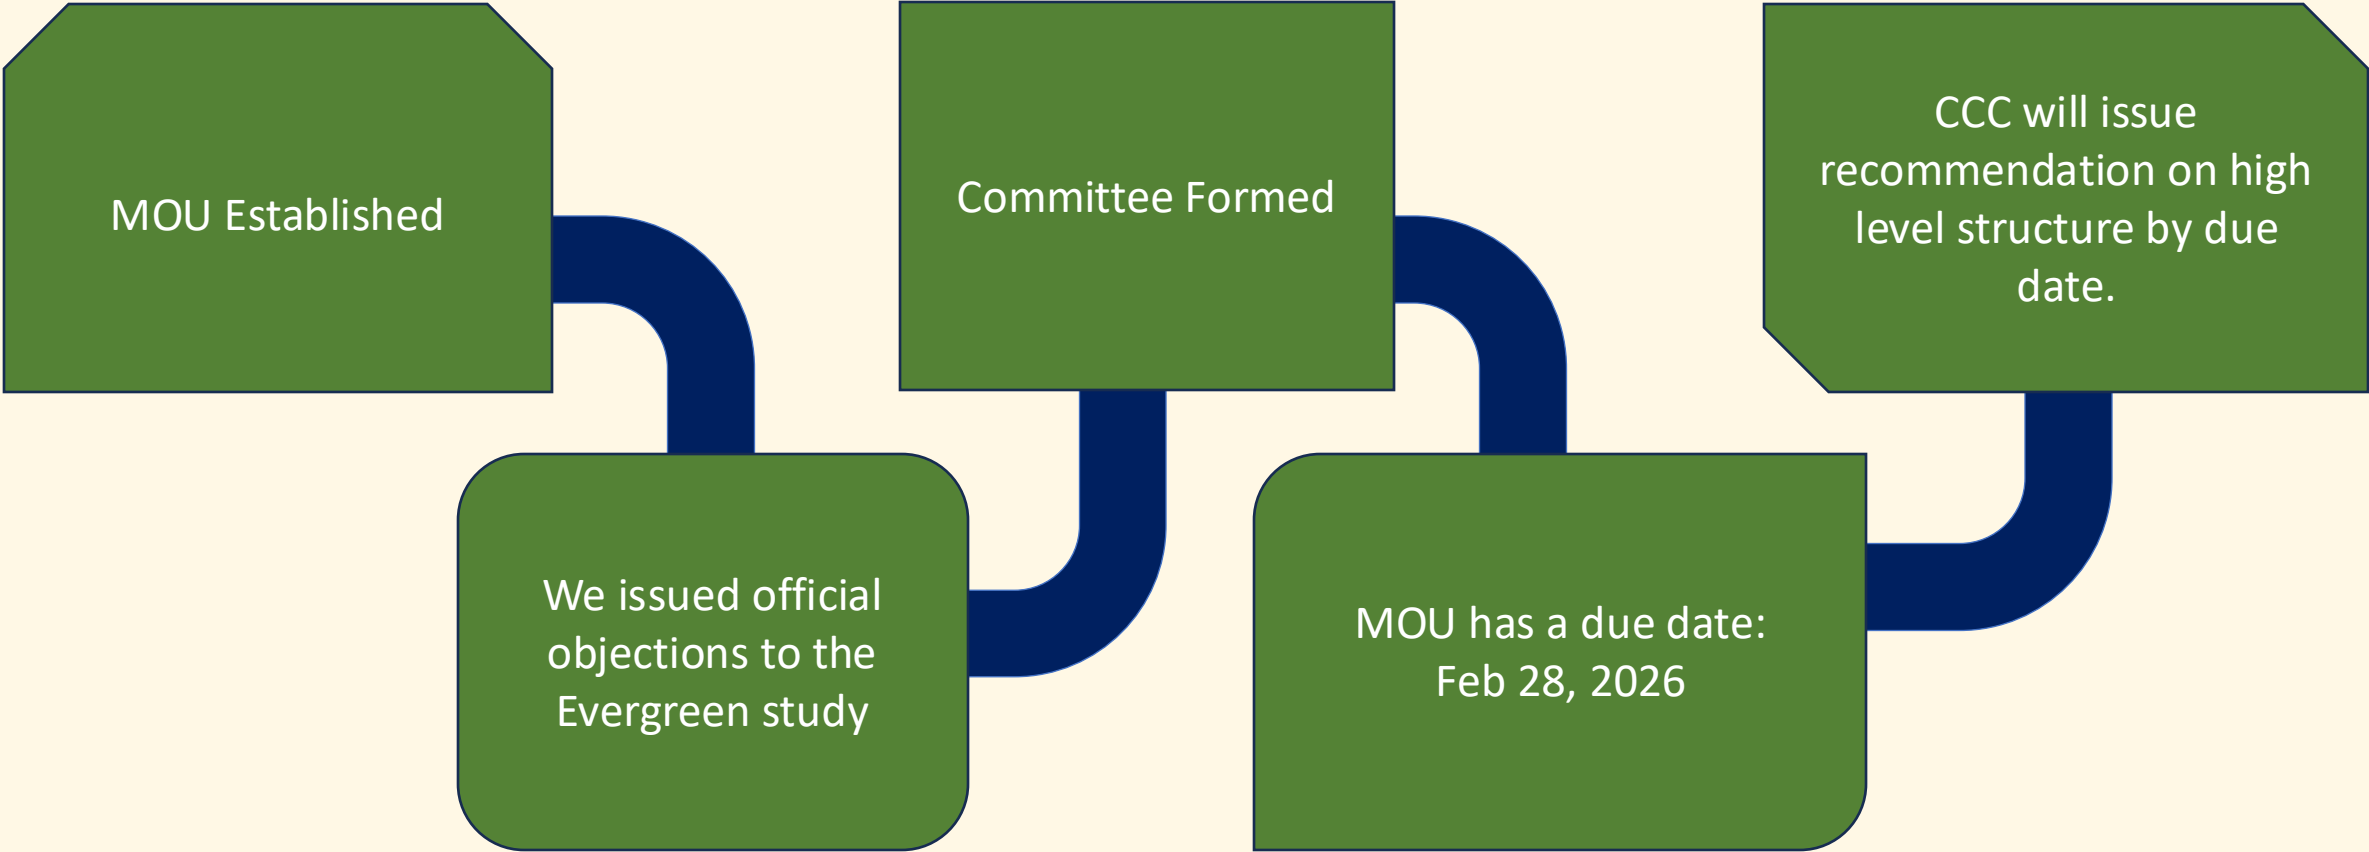 MOU Established
We issued official
objections to the
Evergreen study
Committee Formed
MOU has a due date:
Feb 28, 2026
CCC will issue
recommendation on high
level structure by due
date.